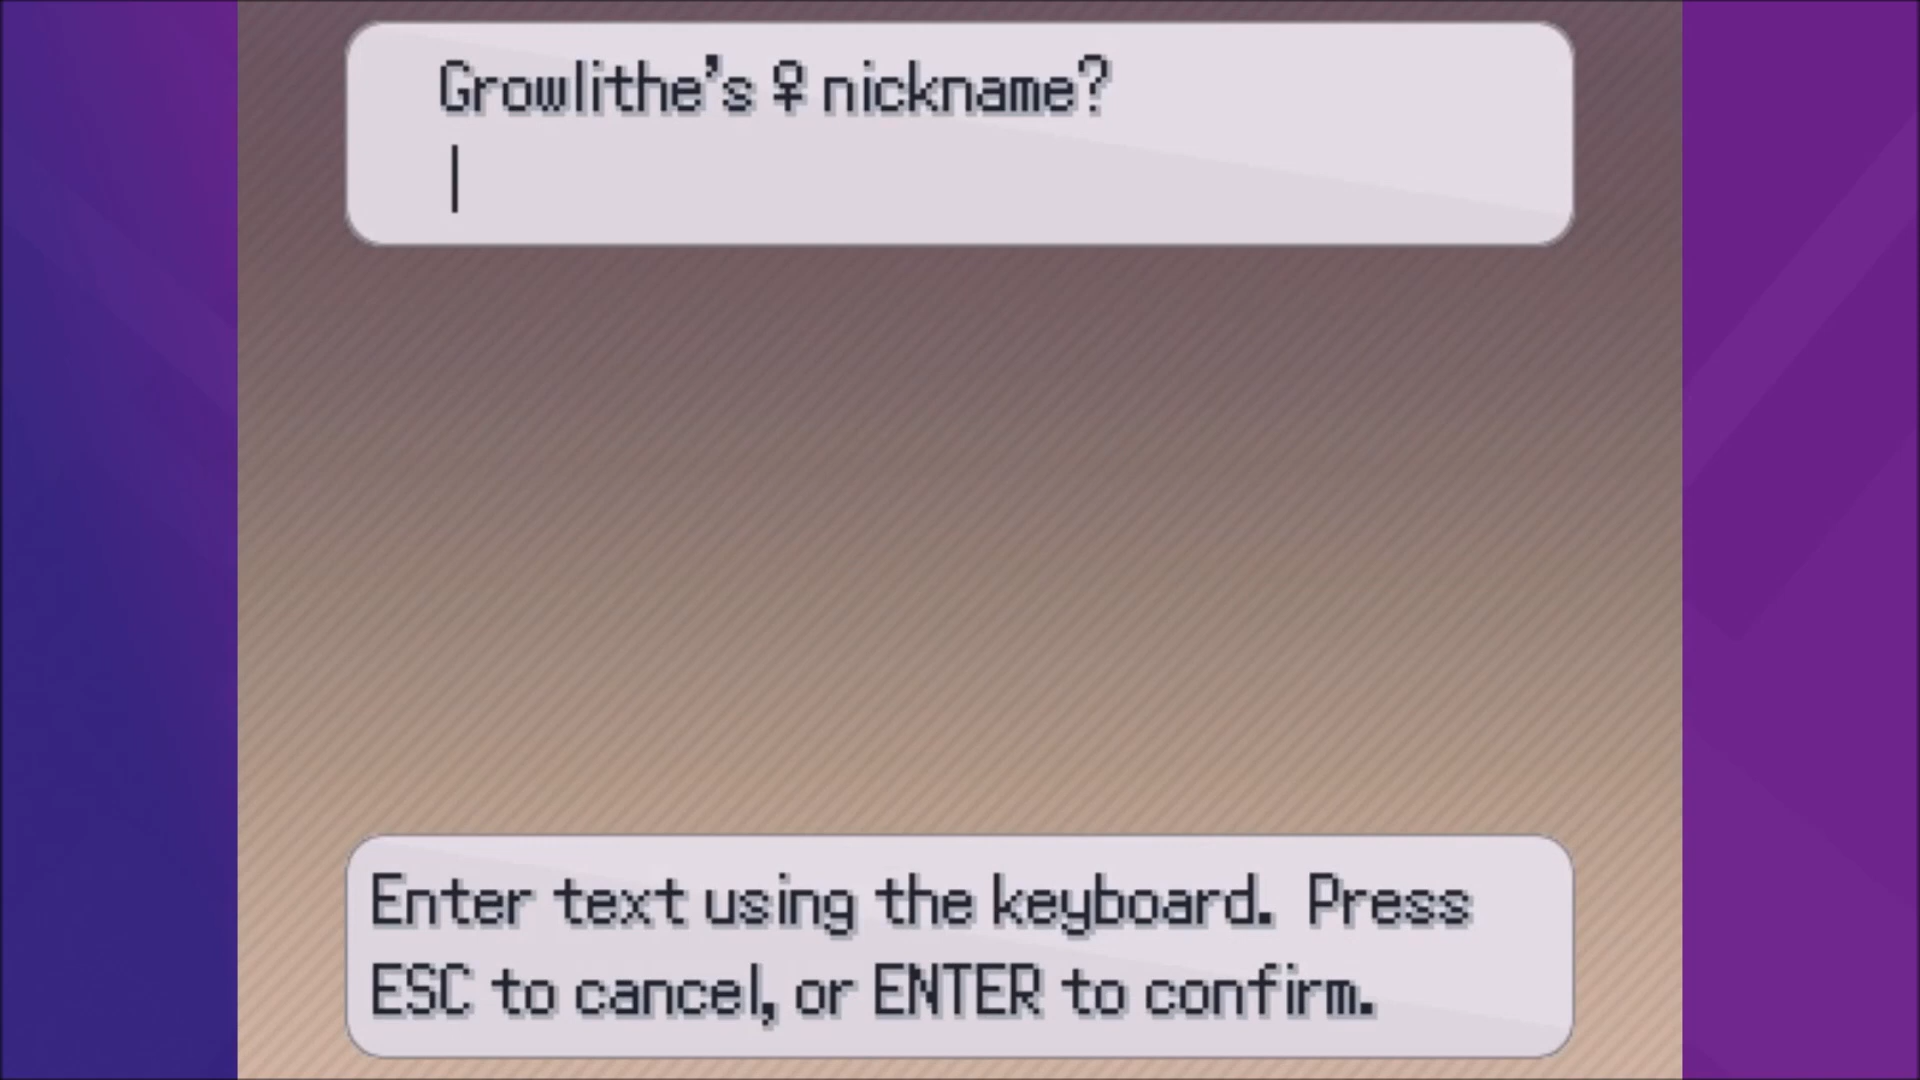 Growlithe's ♀ nickname?
Enter text using the keyboard. Press
ESC to cancel, or ENTER to confirm.